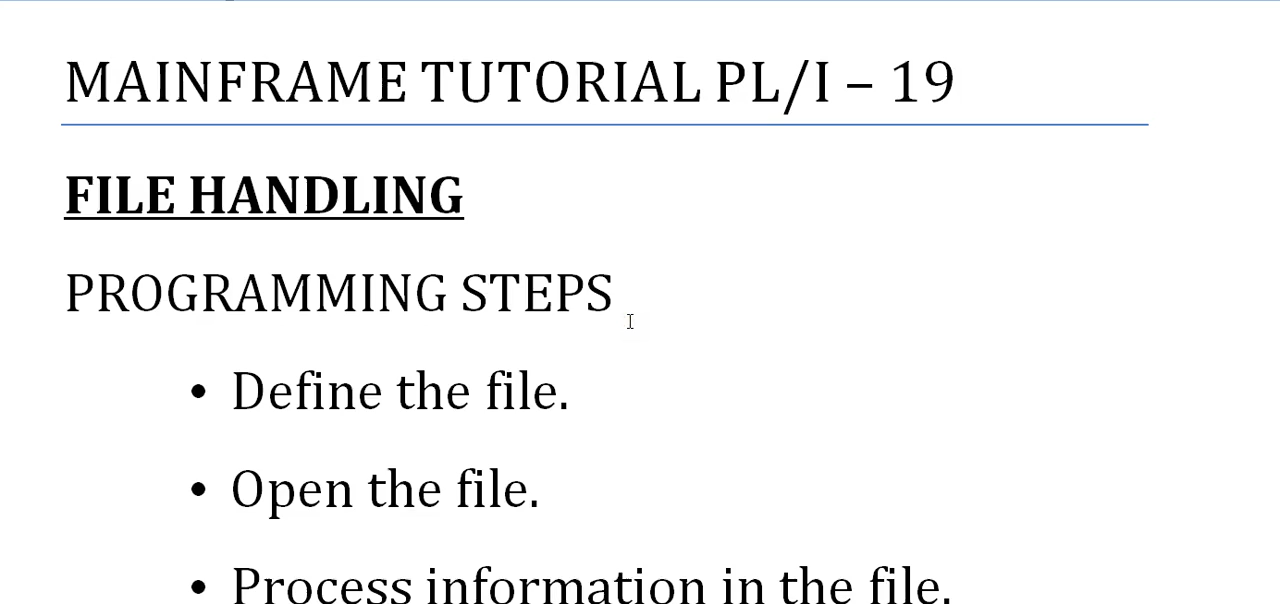 MAINFRAME TUTORIAL PL/I – 19
FILE HANDLING
PROGRAMMING STEPS
• Define the file.
• Open the file.
• Process information in the file.